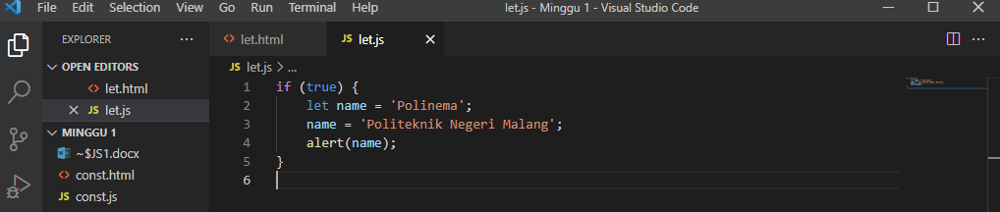 File Edit Selection View Go Run Terminal Help let.js - Minggu 1 - Visual Studio Code
EXPLORER ... let.html JS let.js
OPEN EDITORS JS let.js > ...
let.html
JS let.js
MINGGU 1
~$JS1.docx
const.html
JS const.js
1 if (true) {
2 let name = 'Polinema';
3 name = 'Politeknik Negeri Malang';
4 alert(name);
5 }
6